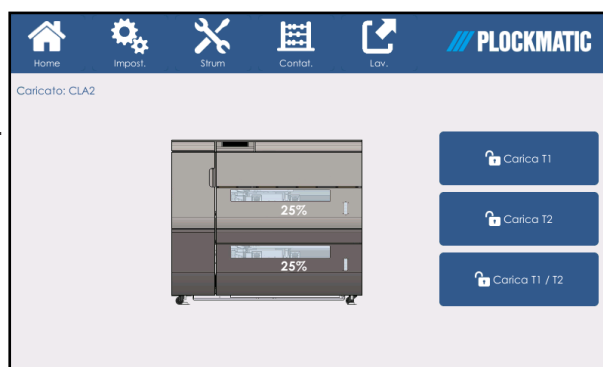 Home Impost. Strum Contat. Lav. PLOCKMATIC
Caricato: CLA2
Carica T1
25%
Carica T2
25%
Carica T1 / T2